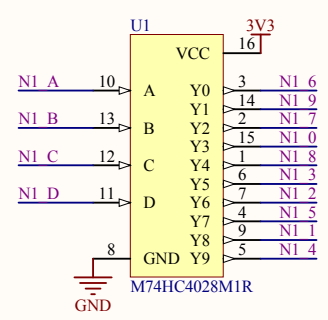 U1
3V3
16
VCC
N1_A 10 A Y0 3 N1_6
Y1 14 N1_9
N1_B 13 B Y2 2 N1_7
Y3 15 N1_0
N1_C 12 C Y4 1 N1_8
Y5 6 N1_3
N1_D 11 D Y6 7 N1_2
Y7 4 N1_5
Y8 9 N1_1
8 GND Y9 5 N1_4
M74HC4028M1R
GND